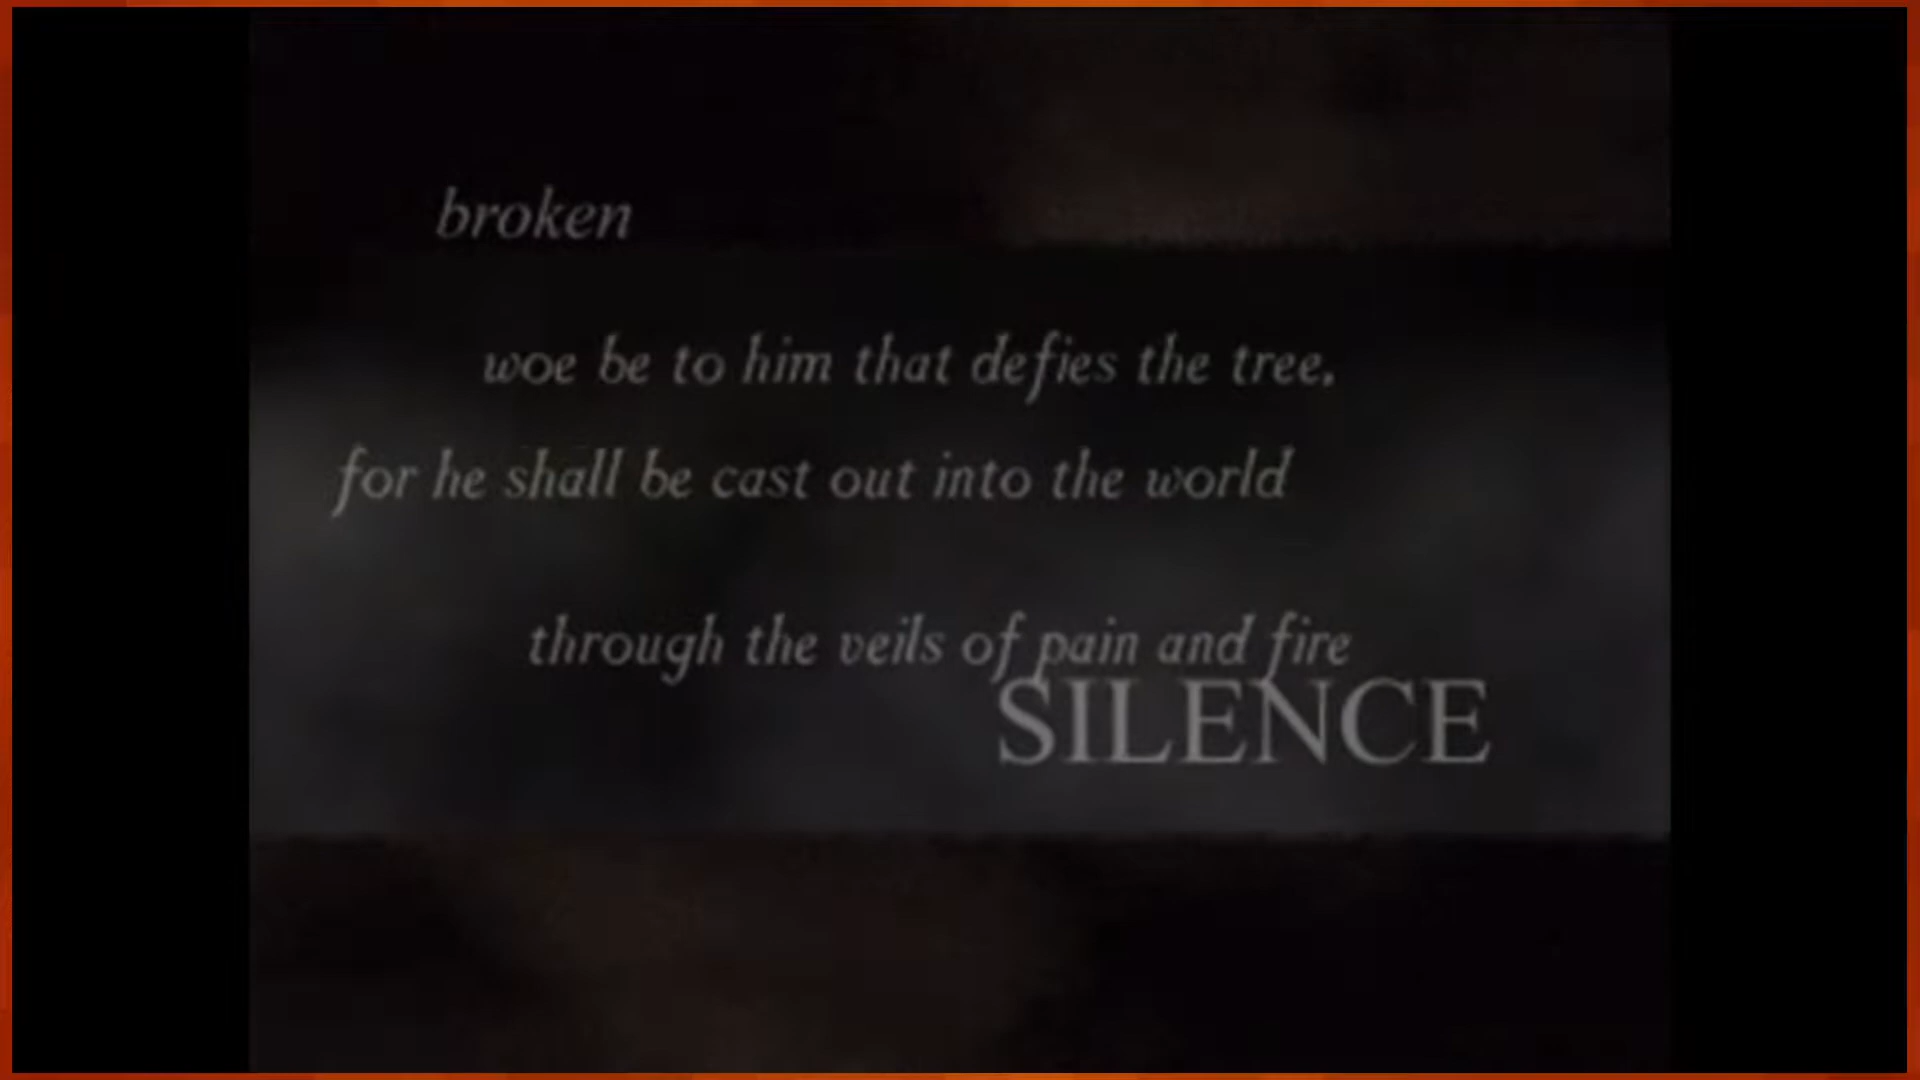 broken
woe be to him that defies the tree,
for he shall be cast out into the world
through the veils of pain and fire
SILENCE